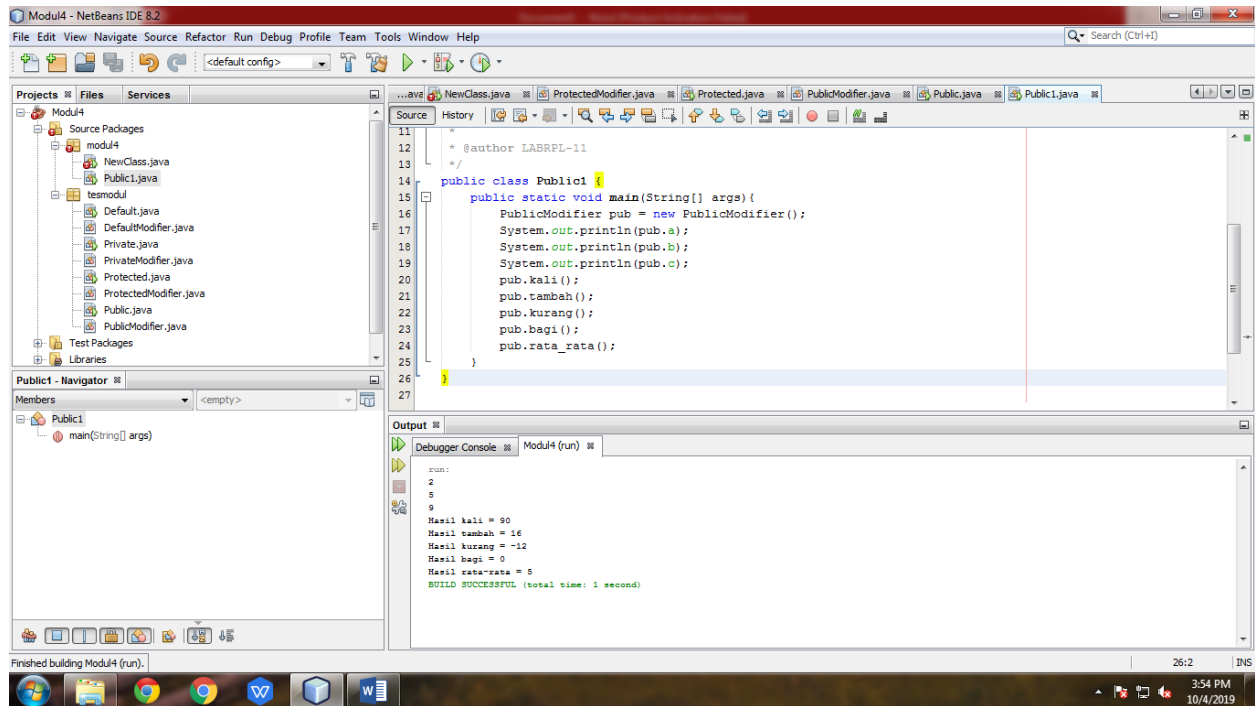 Modul4 - NetBeans IDE 8.2
File Edit View Navigate Source Refactor Run Debug Profile Team Tools Window Help
Search (Ctrl+I)
<default config>
Projects Files Services
Modul4
Source Packages
modul4
NewClass.java
Public1.java
tesmodul
Default.java
DefaultModifier.java
Private.java
PrivateModifier.java
Protected.java
ProtectedModifier.java
Public.java
PublicModifier.java
Test Packages
Libraries
Public1 - Navigator
Members <empty>
Public1
main(String[] args)
...ava NewClass.java ProtectedModifier.java Protected.java PublicModifier.java Public.java Public1.java
Source History
11 *
12 * @author LABRPL-11
13 */
14 public class Public1 {
15 public static void main(String[] args){
16 PublicModifier pub = new PublicModifier();
17 System.out.println(pub.a);
18 System.out.println(pub.b);
19 System.out.println(pub.c);
20 pub.kali();
21 pub.tambah();
22 pub.kurang();
23 pub.bagi();
24 pub.rata_rata();
25 }
26 }
27
Output
Debugger Console Modul4 (run)
run:
2
5
9
Hasil kali = 90
Hasil tambah = 16
Hasil kurang = -12
Hasil bagi = 0
Hasil rata-rata = 5
BUILD SUCCESSFUL (total time: 1 second)
Finished building Modul4 (run).
26:2 INS
3:54 PM
10/4/2019